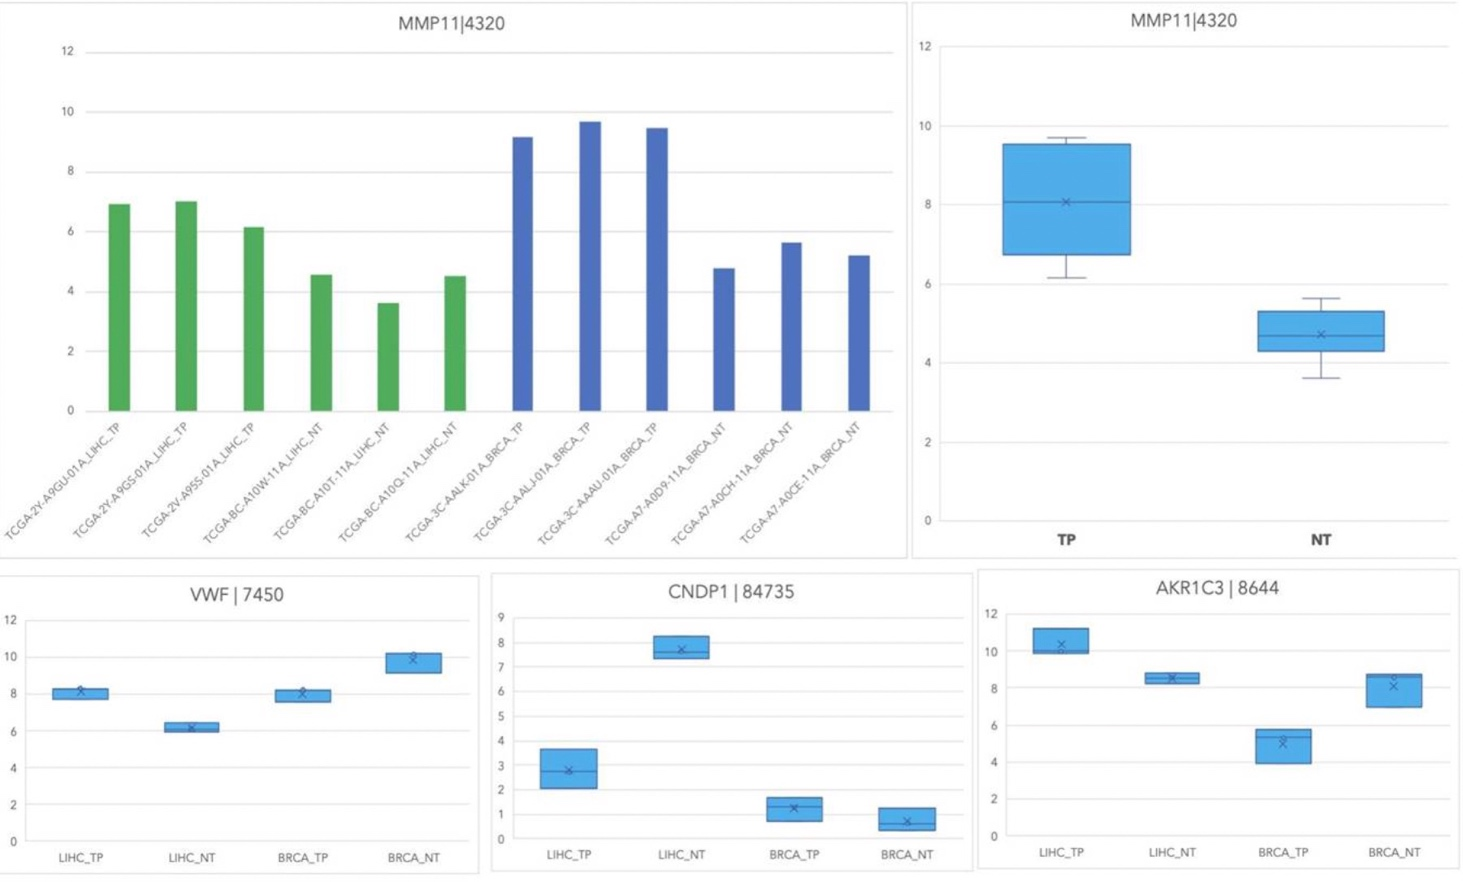 MMP11|4320
12
10
8
6
4
2
0
TCGA-2Y-A9GU-01A_LIHC_TP
TCGA-2Y-A9GS-01A_LIHC_TP
TCGA-2V-A95S-01A_LIHC_TP
TCGA-BC-A10W-11A_LIHC_NT
TCGA-BC-A10T-11A_LIHC_NT
TCGA-BC-A10Q-11A_LIHC_NT
TCGA-3C-AALK-01A_BRCA_TP
TCGA-3C-AALJ-01A_BRCA_TP
TCGA-3C-AAAU-01A_BRCA_TP
TCGA-A7-A0D9-11A_BRCA_NT
TCGA-A7-A0CH-11A_BRCA_NT
TCGA-A7-A0CE-11A_BRCA_NT
MMP11|4320
12
10
8
6
4
2
0
TP NT
VWF | 7450
12
10
8
6
4
2
0
LIHC_TP LIHC_NT BRCA_TP BRCA_NT
CNDP1 | 84735
9
8
7
6
5
4
3
2
1
0
LIHC_TP LIHC_NT BRCA_TP BRCA_NT
AKR1C3 | 8644
12
10
8
6
4
2
0
LIHC_TP LIHC_NT BRCA_TP BRCA_NT